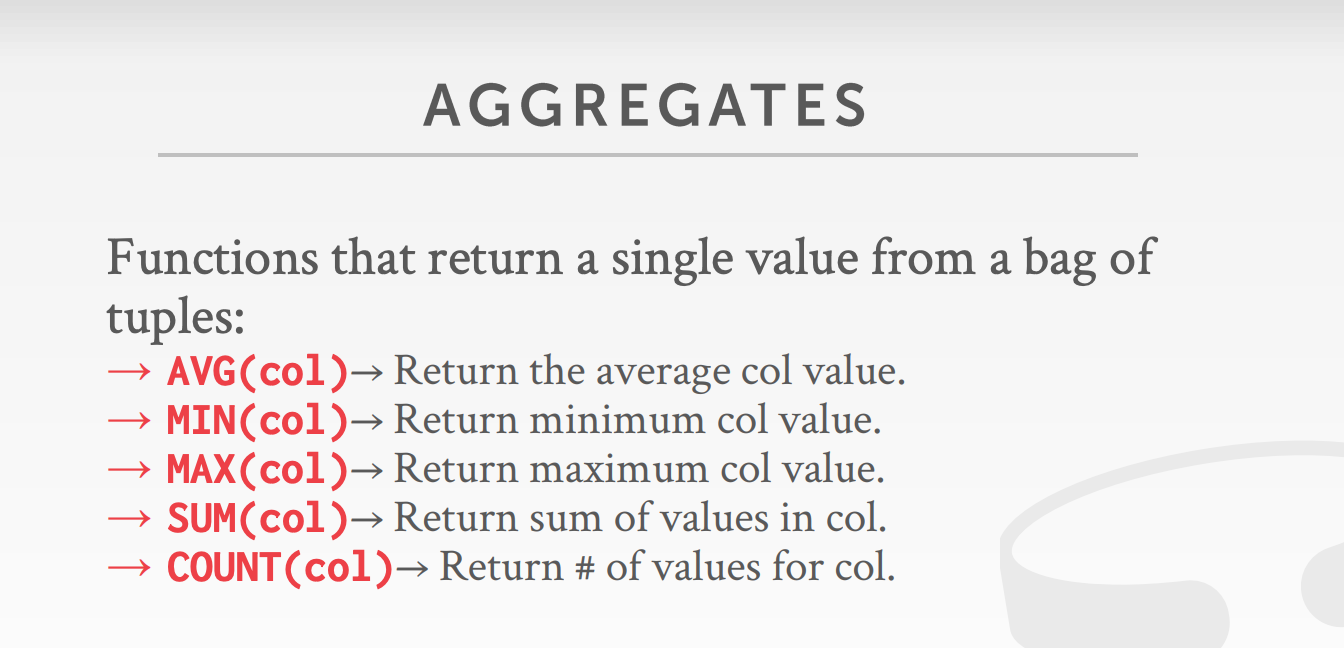 AGGREGATES
Functions that return a single value from a bag of
tuples:
→ AVG(col)→ Return the average col value.
→ MIN(col)→ Return minimum col value.
→ MAX(col)→ Return maximum col value.
→ SUM(col)→ Return sum of values in col.
→ COUNT(col)→ Return # of values for col.